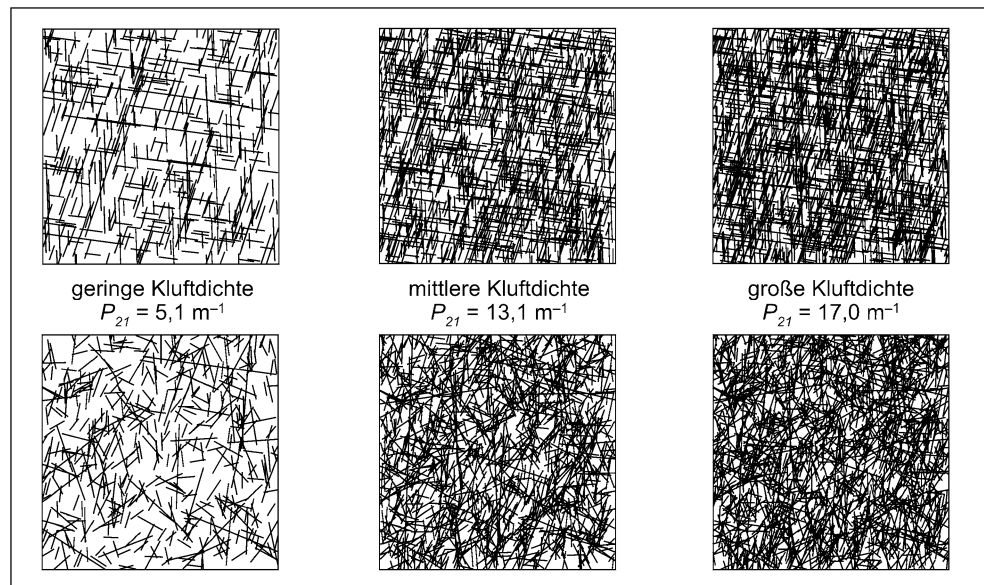 geringe Kluftdichte
P21 = 5,1 m–1
mittlere Kluftdichte
P21 = 13,1 m–1
große Kluftdichte
P21 = 17,0 m–1